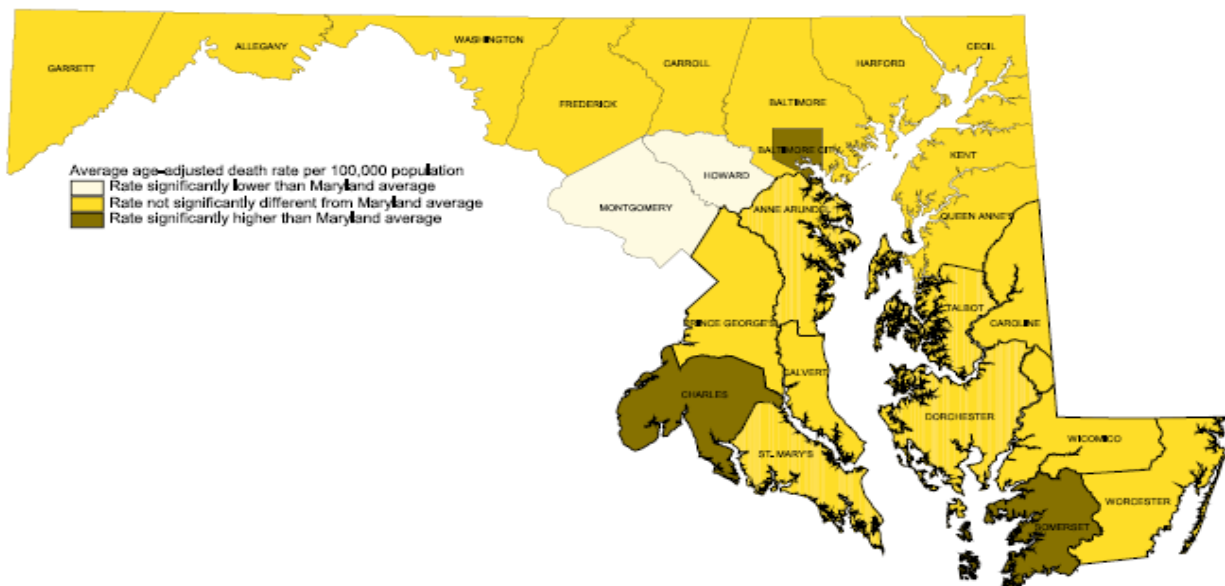 WASHINGTON
ALLEGANY
CECIL
GARRETT
CARROLL
HARFORD
FREDERICK
BALTIMORE
BALTIMORE CITY
KENT
Average age-adjusted death rate per 100,000 population
Rate significantly lower than Maryland average
HOWARD
Rate not significantly different from Maryland average
MONTGOMERY
ANNE ARUNDEL
Rate significantly higher than Maryland average
QUEEN ANNE'S
TALBOT
PRINCE GEORGE'S
CAROLINE
CALVERT
CHARLES
DORCHESTER
WICOMICO
ST. MARY'S
WORCESTER
SOMERSET